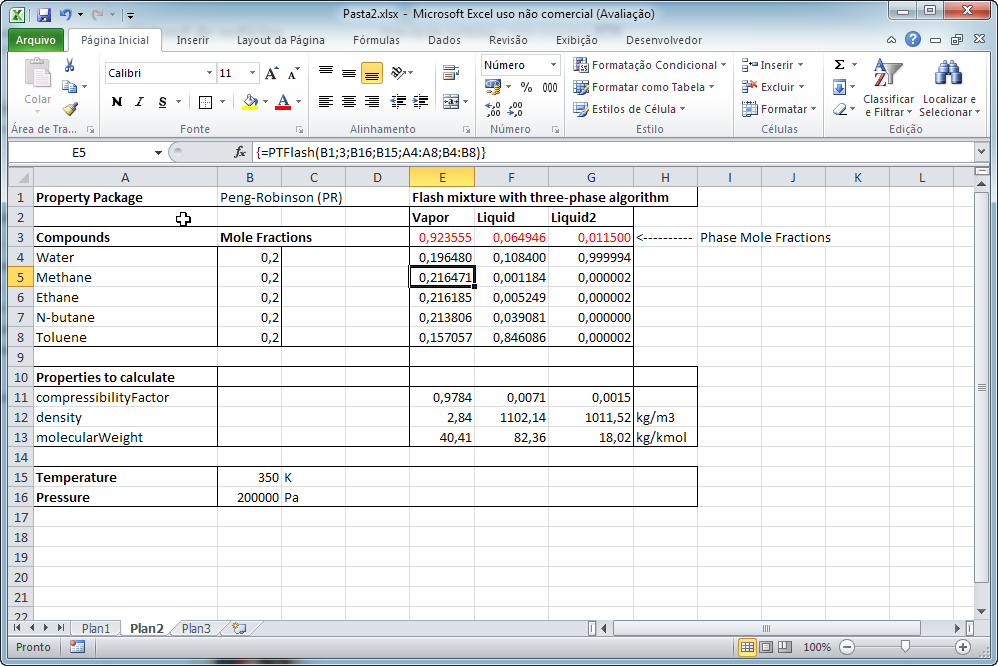 Pasta2.xlsx - Microsoft Excel uso não comercial (Avaliação)
Arquivo Página Inicial Inserir Layout da Página Fórmulas Dados Revisão Exibição Desenvolvedor
Colar
Calibri 11
N N I S
Número
% 000
Formatação Condicional
Formatar como Tabela
Estilos de Célula
Inserir
Excluir
Formatar
Σ
Classificar e Filtrar
Localizar e Selecionar
Área de Tra... Fonte Alinhamento Número Estilo Células Edição
E5 fx {=PTFlash(B1;3;B16;B15;A4:A8;B4:B8)}
A B C D E F G H I J K L
1 Property Package Peng-Robinson (PR) Flash mixture with three-phase algorithm
2 Vapor Liquid Liquid2
3 Compounds Mole Fractions 0,923555 0,064946 0,011500 <---------- Phase Mole Fractions
4 Water 0,2 0,196480 0,108400 0,999994
5 Methane 0,2 0,216471 0,001184 0,000002
6 Ethane 0,2 0,216185 0,005249 0,000002
7 N-butane 0,2 0,213806 0,039081 0,000000
8 Toluene 0,2 0,157057 0,846086 0,000002
9
10 Properties to calculate
11 compressibilityFactor 0,9784 0,0071 0,0015
12 density 2,84 1102,14 1011,52 kg/m3
13 molecularWeight 40,41 82,36 18,02 kg/kmol
14
15 Temperature 350 K
16 Pressure 200000 Pa
17
18
19
20
21
22
Plan1 Plan2 Plan3
Pronto 100%